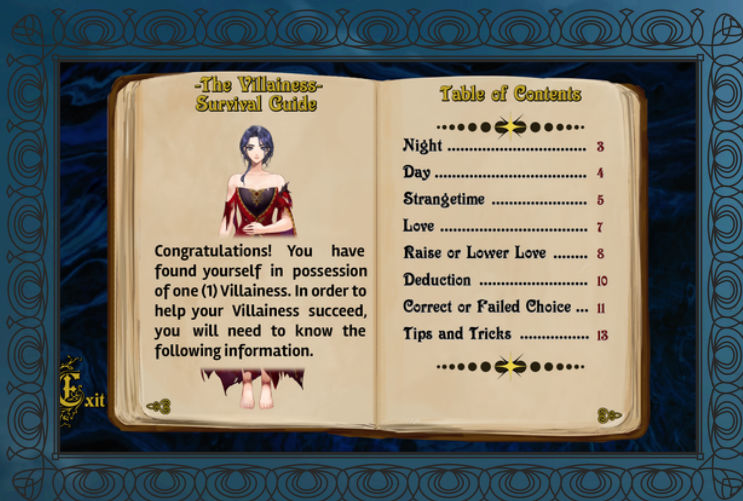 -The Villainess-
Survival Guide
Congratulations! You have
found yourself in possession
of one (1) Villainess. In order to
help your Villainess succeed,
you will need to know the
following information.
Table of Contents
Night ................................ 3
Day ................................... 4
Strangetime ...................... 5
Love ................................... 7
Raise or Lower Love ........ 8
Deduction ......................... 10
Correct or Failed Choice ... 11
Tips and Tricks ................ 13
Exit